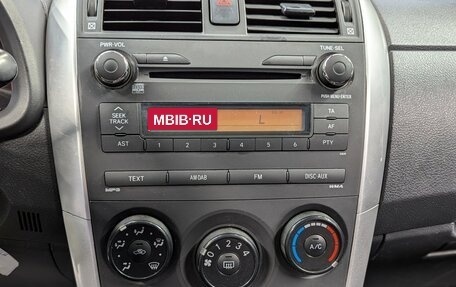 PWR·VOL
TUNE·SEL
PUSH MENU/ENTER
MBIB·RU
L
SEEK
TRACK
TA
AF
AST
1 2 3 4 5 6
PTY
TEXT
AM·DAB
FM
DISC·AUX
MP3
WMA
0 1 2 3 4
A/C